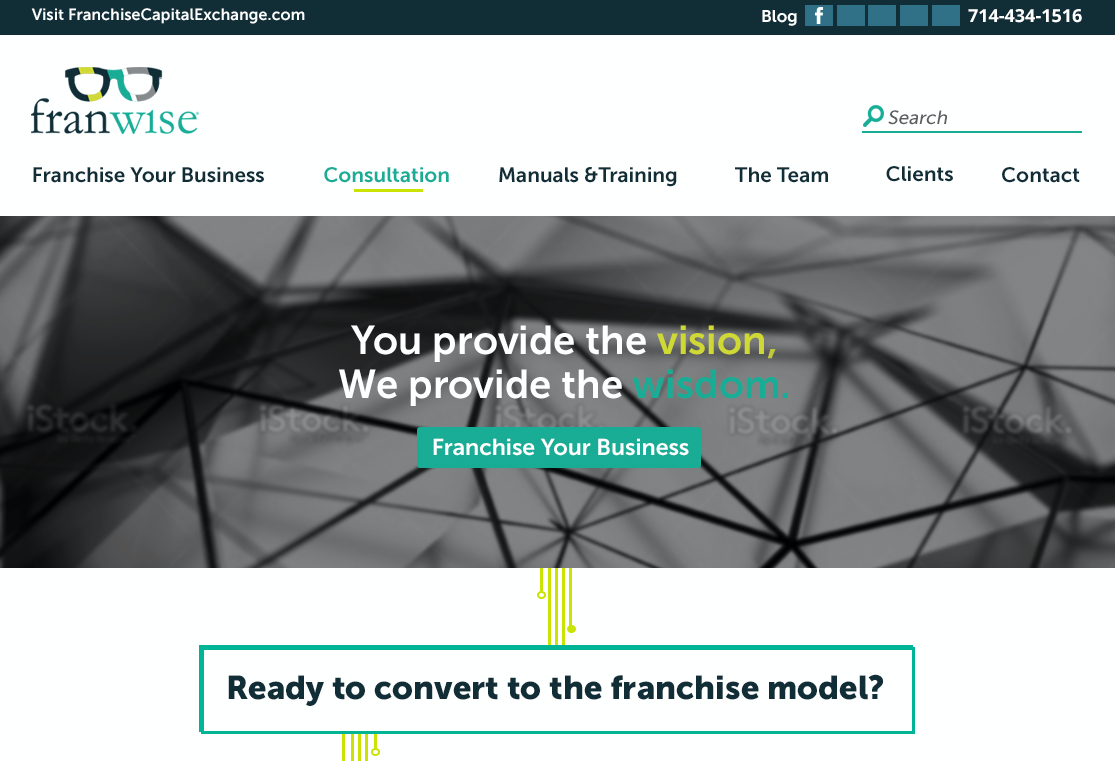 Visit FranchiseCapitalExchange.com
Blog f 714-434-1516
franwise
Search
Franchise Your Business Consultation Manuals &Training The Team Clients Contact
You provide the vision,
We provide the wisdom.
iStock. iStock. iStock. iStock. iStock.
Franchise Your Business
Ready to convert to the franchise model?